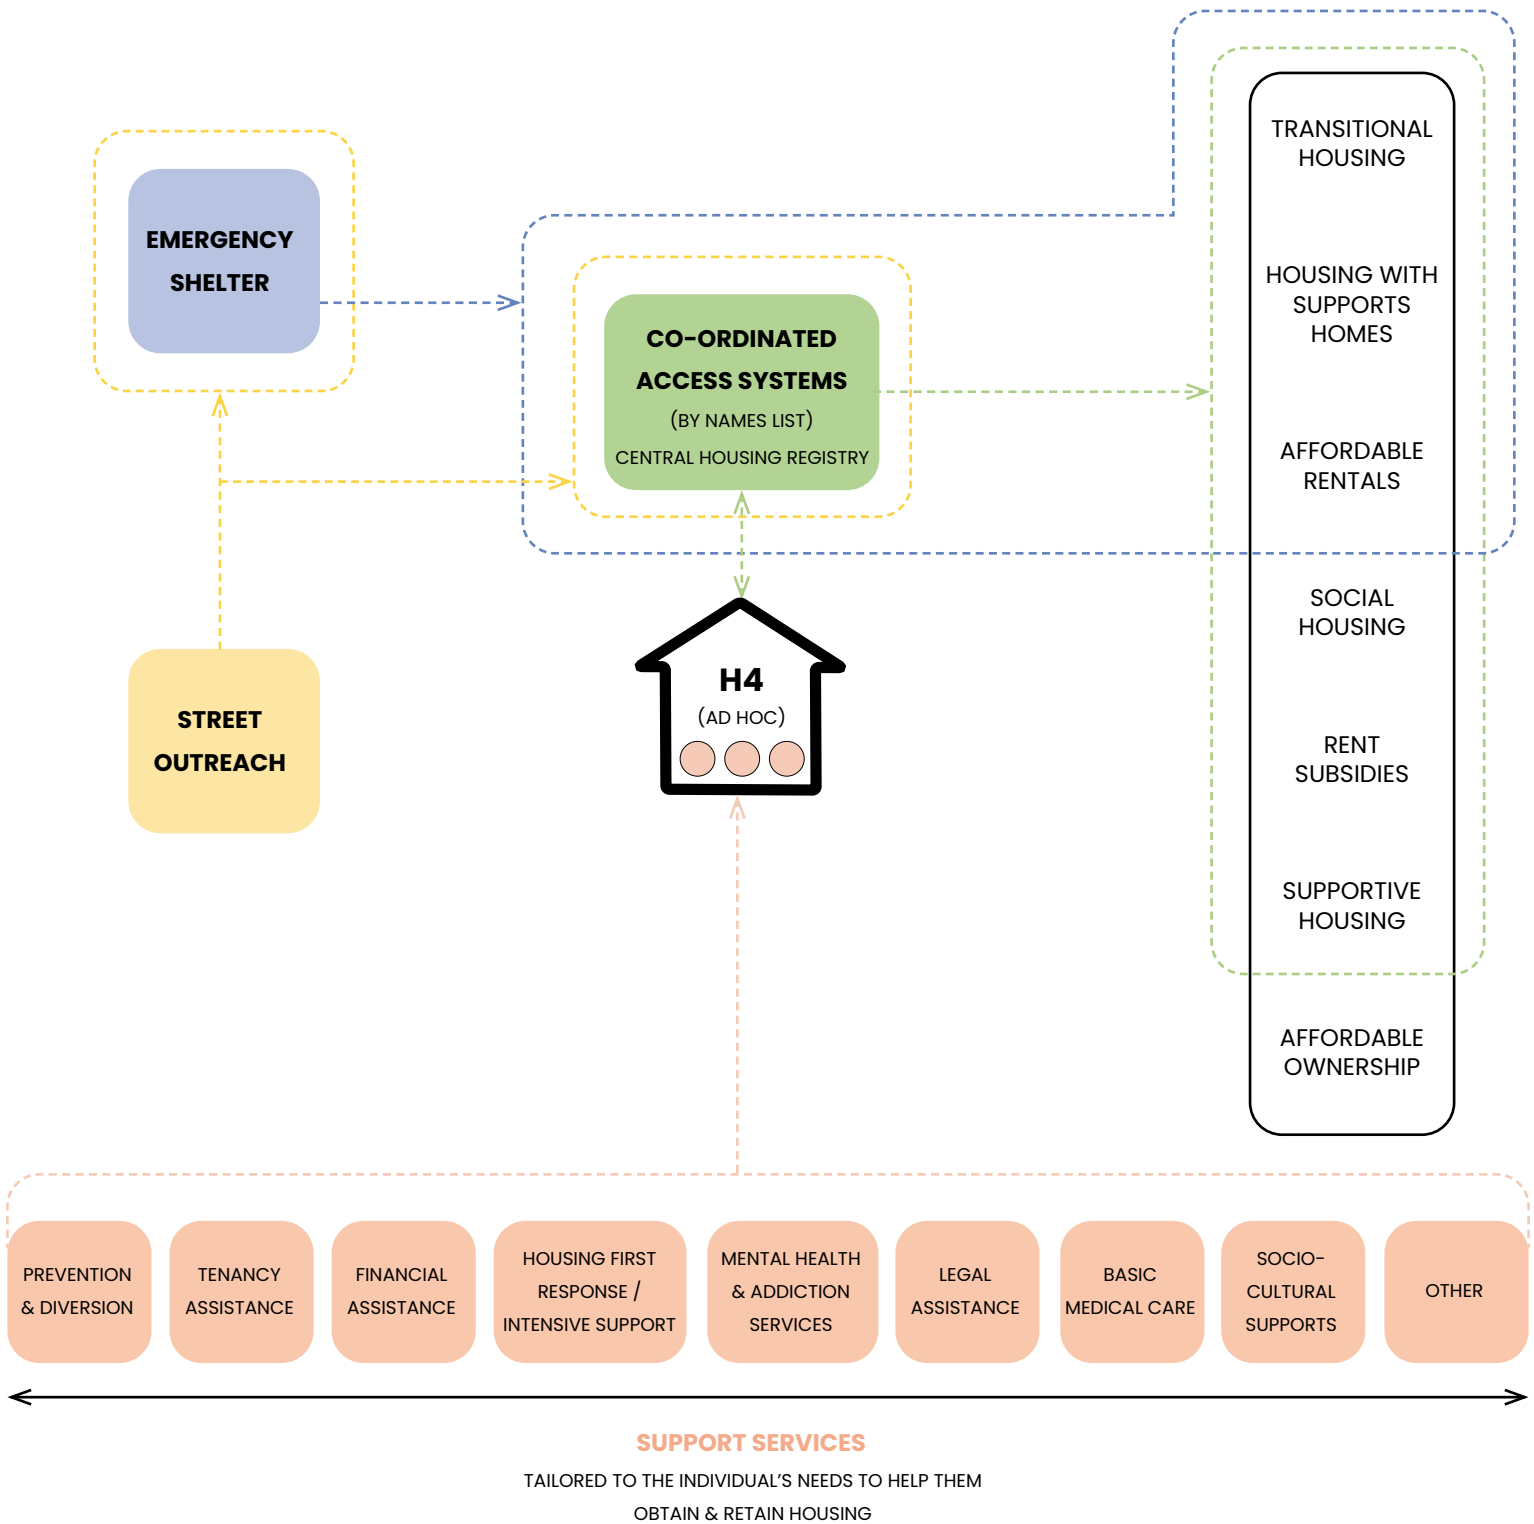 TRANSITIONAL
HOUSING
HOUSING WITH
SUPPORTS
HOMES
AFFORDABLE
RENTALS
SOCIAL
HOUSING
RENT
SUBSIDIES
SUPPORTIVE
HOUSING
AFFORDABLE
OWNERSHIP
EMERGENCY
SHELTER
CO-ORDINATED
ACCESS SYSTEMS
(BY NAMES LIST)
CENTRAL HOUSING REGISTRY
STREET
OUTREACH
H4
(AD HOC)
PREVENTION
& DIVERSION
TENANCY
ASSISTANCE
FINANCIAL
ASSISTANCE
HOUSING FIRST
RESPONSE /
INTENSIVE SUPPORT
MENTAL HEALTH
& ADDICTION
SERVICES
LEGAL
ASSISTANCE
BASIC
MEDICAL CARE
SOCIO-
CULTURAL
SUPPORTS
OTHER
SUPPORT SERVICES
TAILORED TO THE INDIVIDUAL'S NEEDS TO HELP THEM
OBTAIN & RETAIN HOUSING